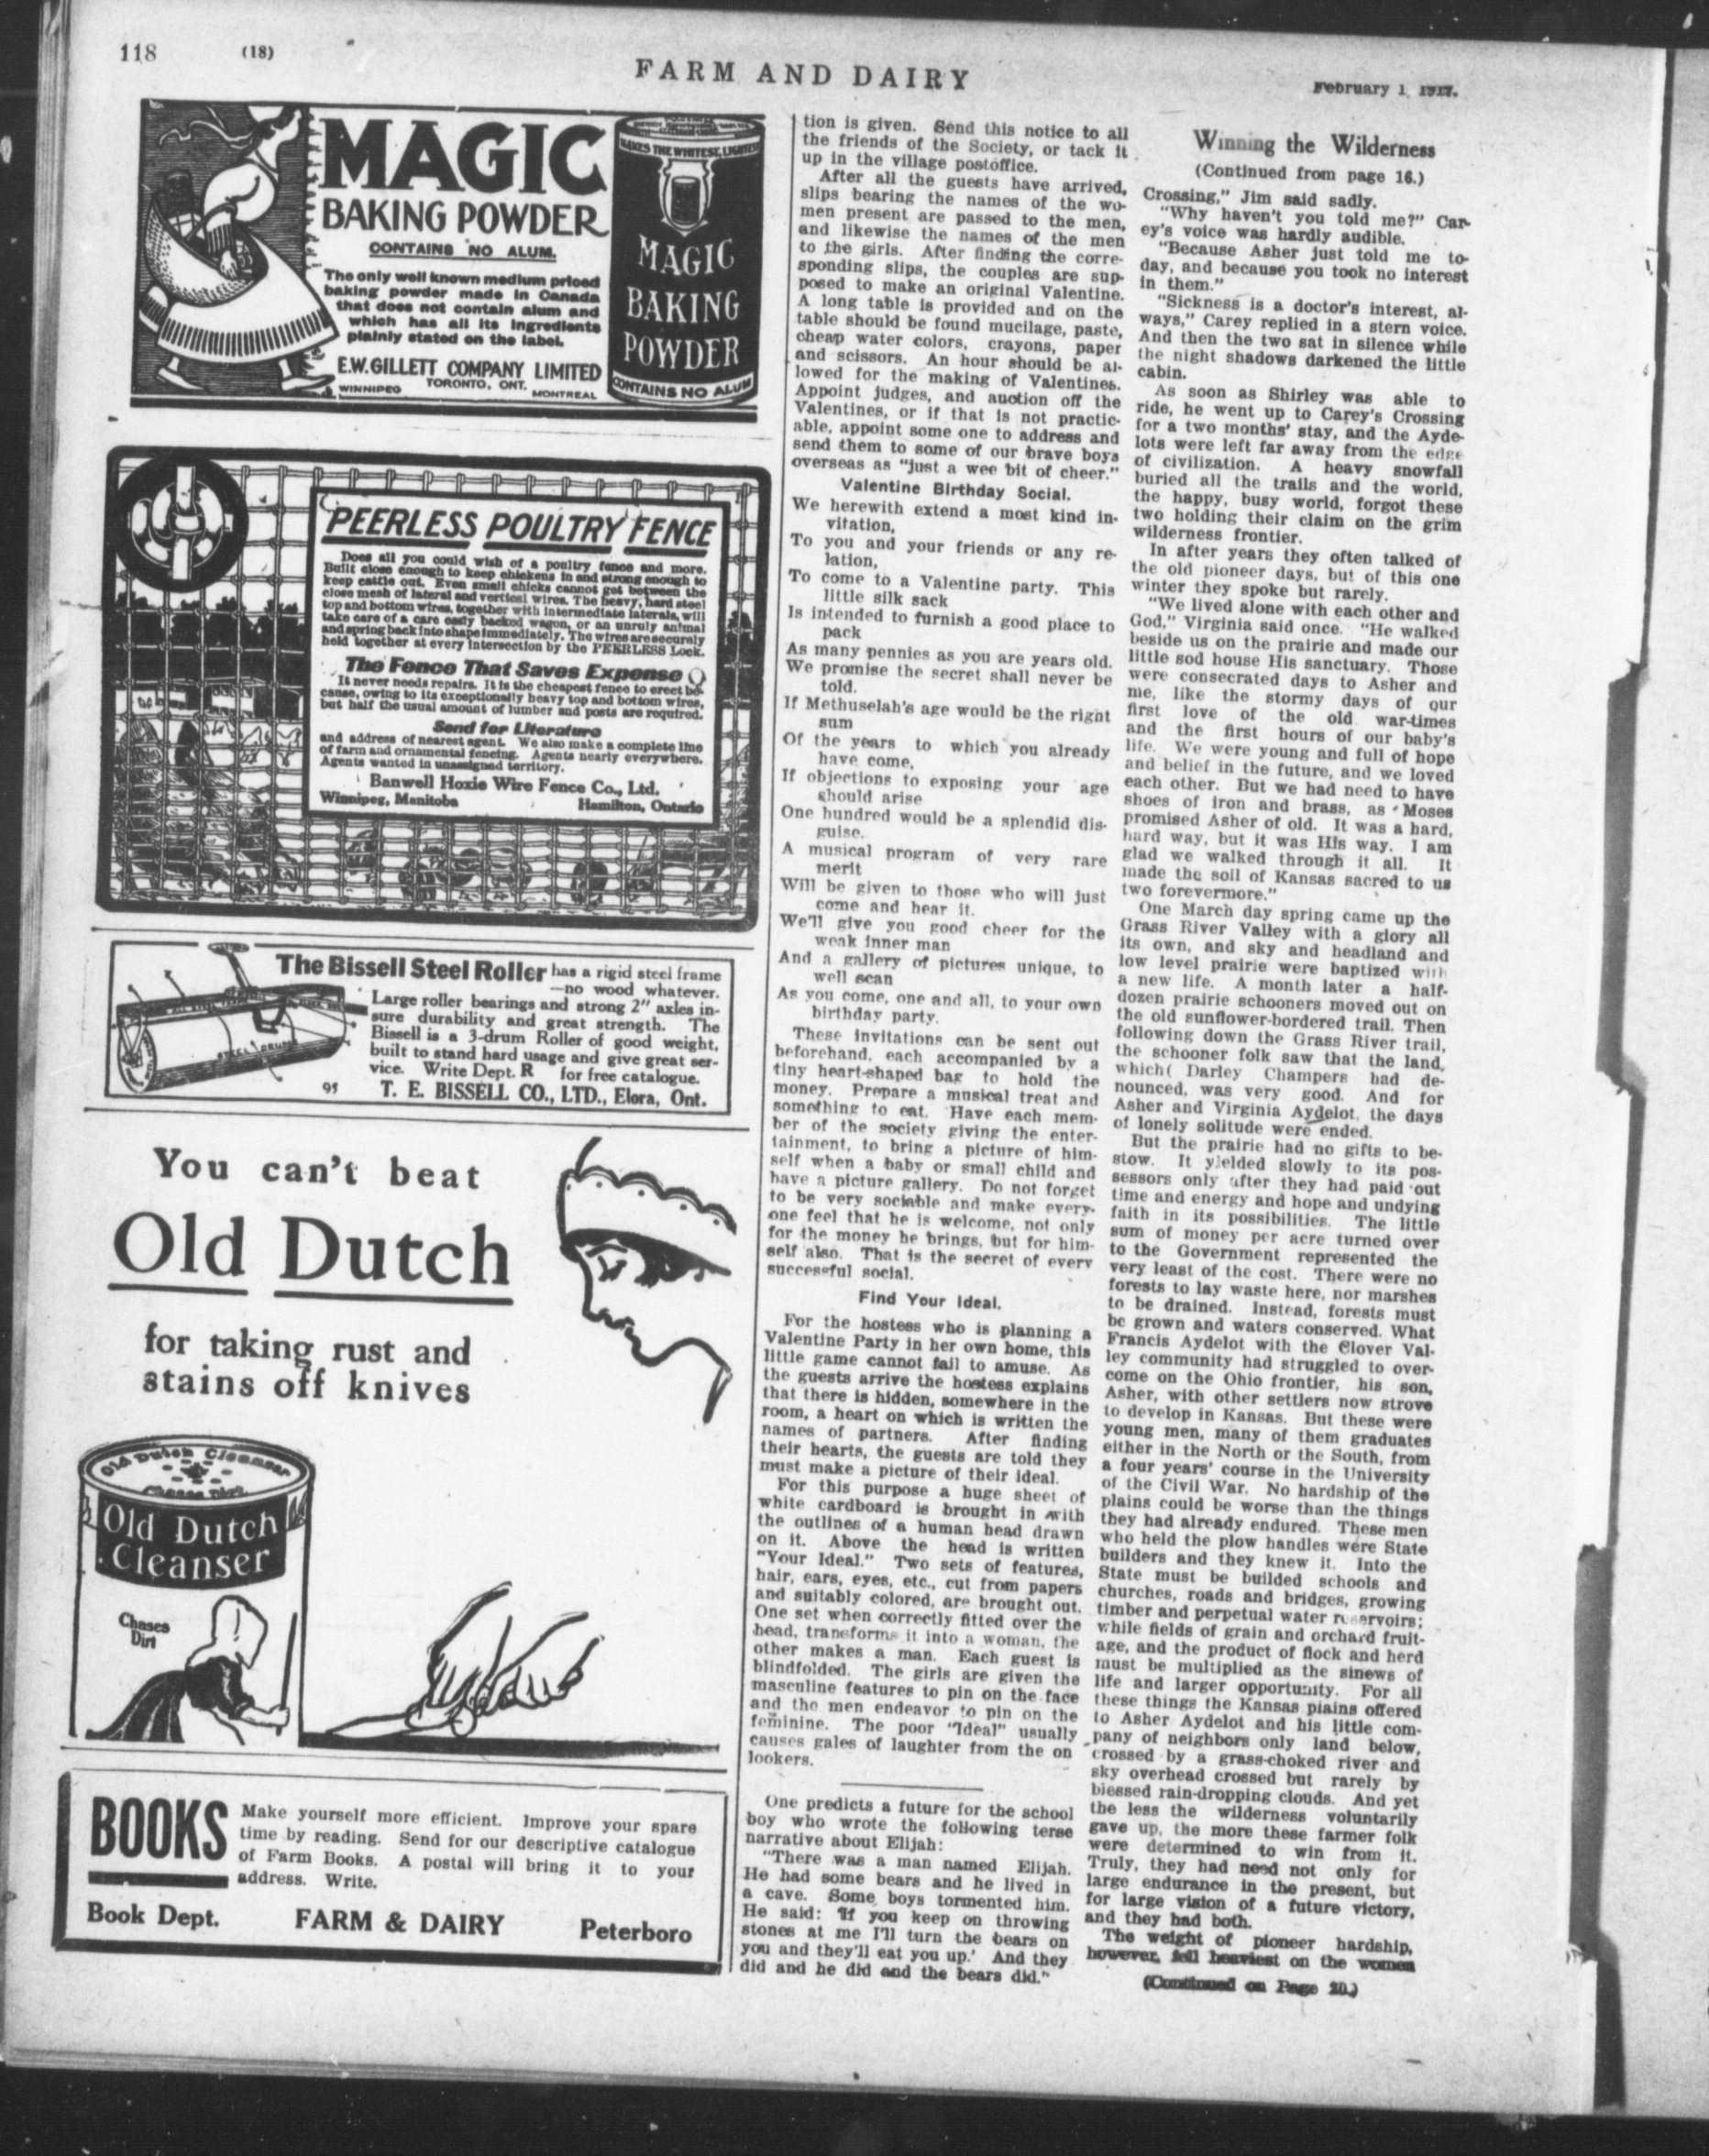 118
(18)
FARM AND DAIRY
February 1, 1917.
MAGIC
BAKING POWDER
CONTAINS NO ALUM.
The only well known medium priced
baking powder made in Canada
that does not contain alum and
which has all its ingredients
plainly stated on the label.
E.W. GILLETT COMPANY LIMITED
TORONTO, ONT.
WINNIPEG
MONTREAL
MAKES THE WHITEST, LIGHTEST
MAGIC
BAKING
POWDER
CONTAINS NO ALUM
PEERLESS POULTRY FENCE
Does all you could wish of a poultry fence and more.
Built close enough to keep chickens in and strong enough to
keep cattle out. Even small chicks cannot get between the
close mesh of lateral and vertical wires. The heavy, hard steel
top and bottom wires, together with intermediate laterals, will
take care of a care easily backed wagon, or an unruly animal
and spring back into shape immediately. The wires are securely
held together at every intersection by the PEERLESS Lock.
The Fence That Saves Expense
It never needs repairs. It is the cheapest fence to erect be-
cause, owing to its exceptionally heavy top and bottom wires,
but half the usual amount of lumber and posts are required.
Send for Literature
and address of nearest agent. We also make a complete line
of farm and ornamental fencing. Agents nearly everywhere.
Agents wanted in unassigned territory.
Banwell Hoxie Wire Fence Co., Ltd.
Winnipeg, Manitoba
Hamilton, Ontario
The Bissell Steel Roller has a rigid steel frame
—no wood whatever.
Large roller bearings and strong 2" axles in-
sure durability and great strength. The
Bissell is a 3-drum Roller of good weight,
built to stand hard usage and give great ser-
vice. Write Dept. R for free catalogue.
95
T. E. BISSELL CO., LTD., Elora, Ont.
STEEL DRUM
You can't beat
Old Dutch
for taking rust and
stains off knives
Old Dutch Cleanser
Chases Dirt
Old Dutch
Cleanser
Chases
Dirt
BOOKS
Make yourself more efficient. Improve your spare
time by reading. Send for our descriptive catalogue
of Farm Books. A postal will bring it to your
address. Write.
Book Dept.
FARM & DAIRY
Peterboro
tion is given. Send this notice to all
the friends of the Society, or tack it
up in the village postoffice.
After all the guests have arrived,
slips bearing the names of the wo-
men present are passed to the men,
and likewise the names of the men
to the girls. After finding the corre-
sponding slips, the couples are sup-
posed to make an original Valentine.
A long table is provided and on the
table should be found mucilage, paste,
cheap water colors, crayons, paper
and scissors. An hour should be al-
lowed for the making of Valentines.
Appoint judges, and auction off the
Valentines, or if that is not practic-
able, appoint some one to address and
send them to some of our brave boys
overseas as "just a wee bit of cheer."
Valentine Birthday Social.
We herewith extend a most kind in-
vitation,
To you and your friends or any re-
lation,
To come to a Valentine party. This
little silk sack
Is intended to furnish a good place to
pack
As many pennies as you are years old.
We promise the secret shall never be
told.
If Methuselah's age would be the right
sum
Of the years to which you already
have come,
If objections to exposing your age
should arise
One hundred would be a splendid dis-
guise.
A musical program of very rare
merit
Will be given to those who will just
come and hear it.
We'll give you good cheer for the
weak inner man
And a gallery of pictures unique, to
well scan
As you come, one and all, to your own
birthday party.
These invitations can be sent out
beforehand, each accompanied by a
tiny heart-shaped bag to hold the
money. Prepare a musical treat and
something to eat. Have each mem-
ber of the society giving the enter-
tainment, to bring a picture of him-
self when a baby or small child and
have a picture gallery. Do not forget
to be very sociable and make every-
one feel that he is welcome, not only
for the money he brings, but for him-
self also. That is the secret of every
successful social.
Find Your Ideal.
For the hostess who is planning a
Valentine Party in her own home, this
little game cannot fail to amuse. As
the guests arrive the hostess explains
that there is hidden, somewhere in the
room, a heart on which is written the
names of partners. After finding
their hearts, the guests are told they
must make a picture of their ideal.
For this purpose a huge sheet of
white cardboard is brought in with
the outlines of a human head drawn
on it. Above the head is written
"Your Ideal." Two sets of features,
hair, ears, eyes, etc., cut from papers
and suitably colored, are brought out.
One set when correctly fitted over the
head, transforms it into a woman, the
other makes a man. Each guest is
blindfolded. The girls are given the
masculine features to pin on the face
and the men endeavor to pin on the
feminine. The poor "Ideal" usually
causes gales of laughter from the on
lookers.
One predicts a future for the school
boy who wrote the following terse
narrative about Elijah:
"There was a man named Elijah.
He had some bears and he lived in
a cave. Some boys tormented him.
He said: 'If you keep on throwing
stones at me I'll turn the bears on
you and they'll eat you up.' And they
did and he did and the bears did."
Winning the Wilderness
(Continued from page 16.)
Crossing," Jim said sadly.
"Why haven't you told me?" Car-
ey's voice was hardly audible.
"Because Asher just told me to-
day, and because you took no interest
in them."
"Sickness is a doctor's interest, al-
ways," Carey replied in a stern voice.
And then the two sat in silence while
the night shadows darkened the little
cabin.
As soon as Shirley was able to
ride, he went up to Carey's Crossing
for a two months' stay, and the Ayde-
lots were left far away from the edge
of civilization. A heavy snowfall
buried all the trails and the world,
the happy, busy world, forgot these
two holding their claim on the grim
wilderness frontier.
In after years they often talked of
the old pioneer days, but of this one
winter they spoke but rarely.
"We lived alone with each other and
God," Virginia said once. "He walked
beside us on the prairie and made our
little sod house His sanctuary. Those
were consecrated days to Asher and
me, like the stormy days of our
first love of the old war-times
and the first hours of our baby's
life. We were young and full of hope
and belief in the future, and we loved
each other. But we had need to have
shoes of iron and brass, as Moses
promised Asher of old. It was a hard,
hard way, but it was His way. I am
glad we walked through it all. It
made the soil of Kansas sacred to us
two forevermore."
One March day spring came up the
Grass River Valley with a glory all
its own, and sky and headland and
low level prairie were baptized with
a new life. A month later a half-
dozen prairie schooners moved out on
the old sunflower-bordered trail. Then
following down the Grass River trail,
the schooner folk saw that the land,
which( Darley Champers had de-
nounced, was very good. And for
Asher and Virginia Aydelot, the days
of lonely solitude were ended.
But the prairie had no gifts to be-
stow. It yielded slowly to its pos-
sessors only after they had paid out
time and energy and hope and undying
faith in its possibilities. The little
sum of money per acre turned over
to the Government represented the
very least of the cost. There were no
forests to lay waste here, nor marshes
to be drained. Instead, forests must
be grown and waters conserved. What
Francis Aydelot with the Clover Val-
ley community had struggled to over-
come on the Ohio frontier, his son,
Asher, with other settlers now strove
to develop in Kansas. But these were
young men, many of them graduates
either in the North or the South, from
a four years' course in the University
of the Civil War. No hardship of the
plains could be worse than the things
they had already endured. These men
who held the plow handles were State
builders and they knew it. Into the
State must be builded schools and
churches, roads and bridges, growing
timber and perpetual water reservoirs;
while fields of grain and orchard fruit-
age, and the product of flock and herd
must be multiplied as the sinews of
life and larger opportunity. For all
these things the Kansas plains offered
to Asher Aydelot and his little com-
pany of neighbors only land below,
crossed by a grass-choked river and
sky overhead crossed but rarely by
blessed rain-dropping clouds. And yet
the less the wilderness voluntarily
gave up, the more these farmer folk
were determined to win from it.
Truly, they had need not only for
large endurance in the present, but
for large vision of a future victory,
and they had both.
The weight of pioneer hardship,
however, fell heaviest on the women
(Continued on Page 20.)